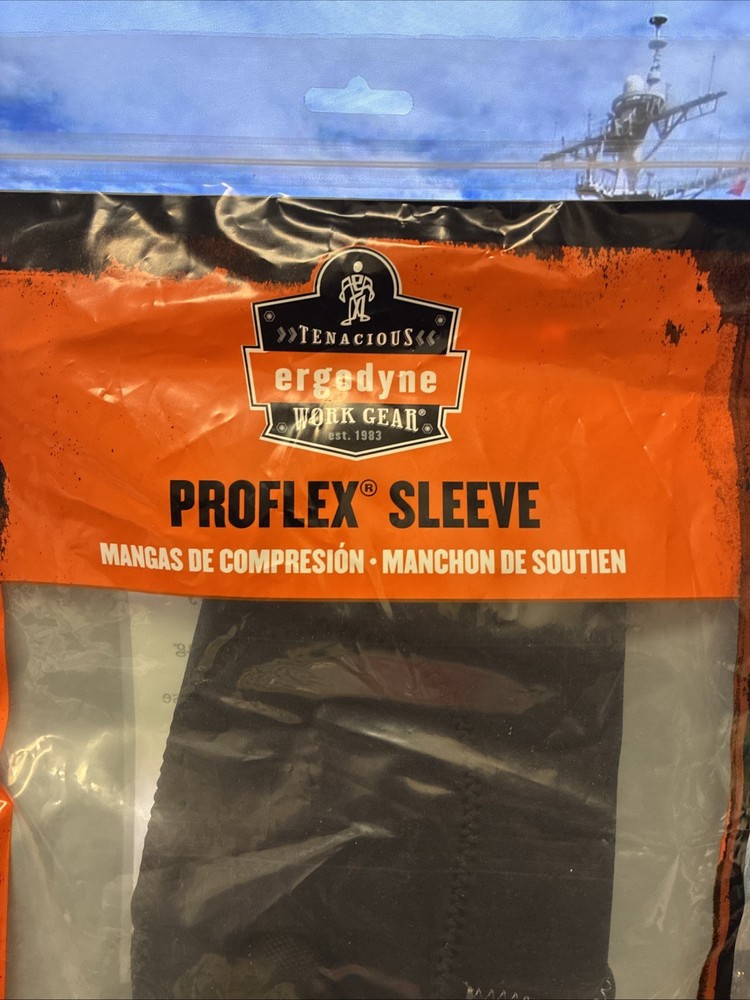 TENACIOUS
ergodyne
WORK GEAR®
est. 1983
PROFLEX® SLEEVE
MANGAS DE COMPRESIÓN • MANCHON DE SOUTIEN